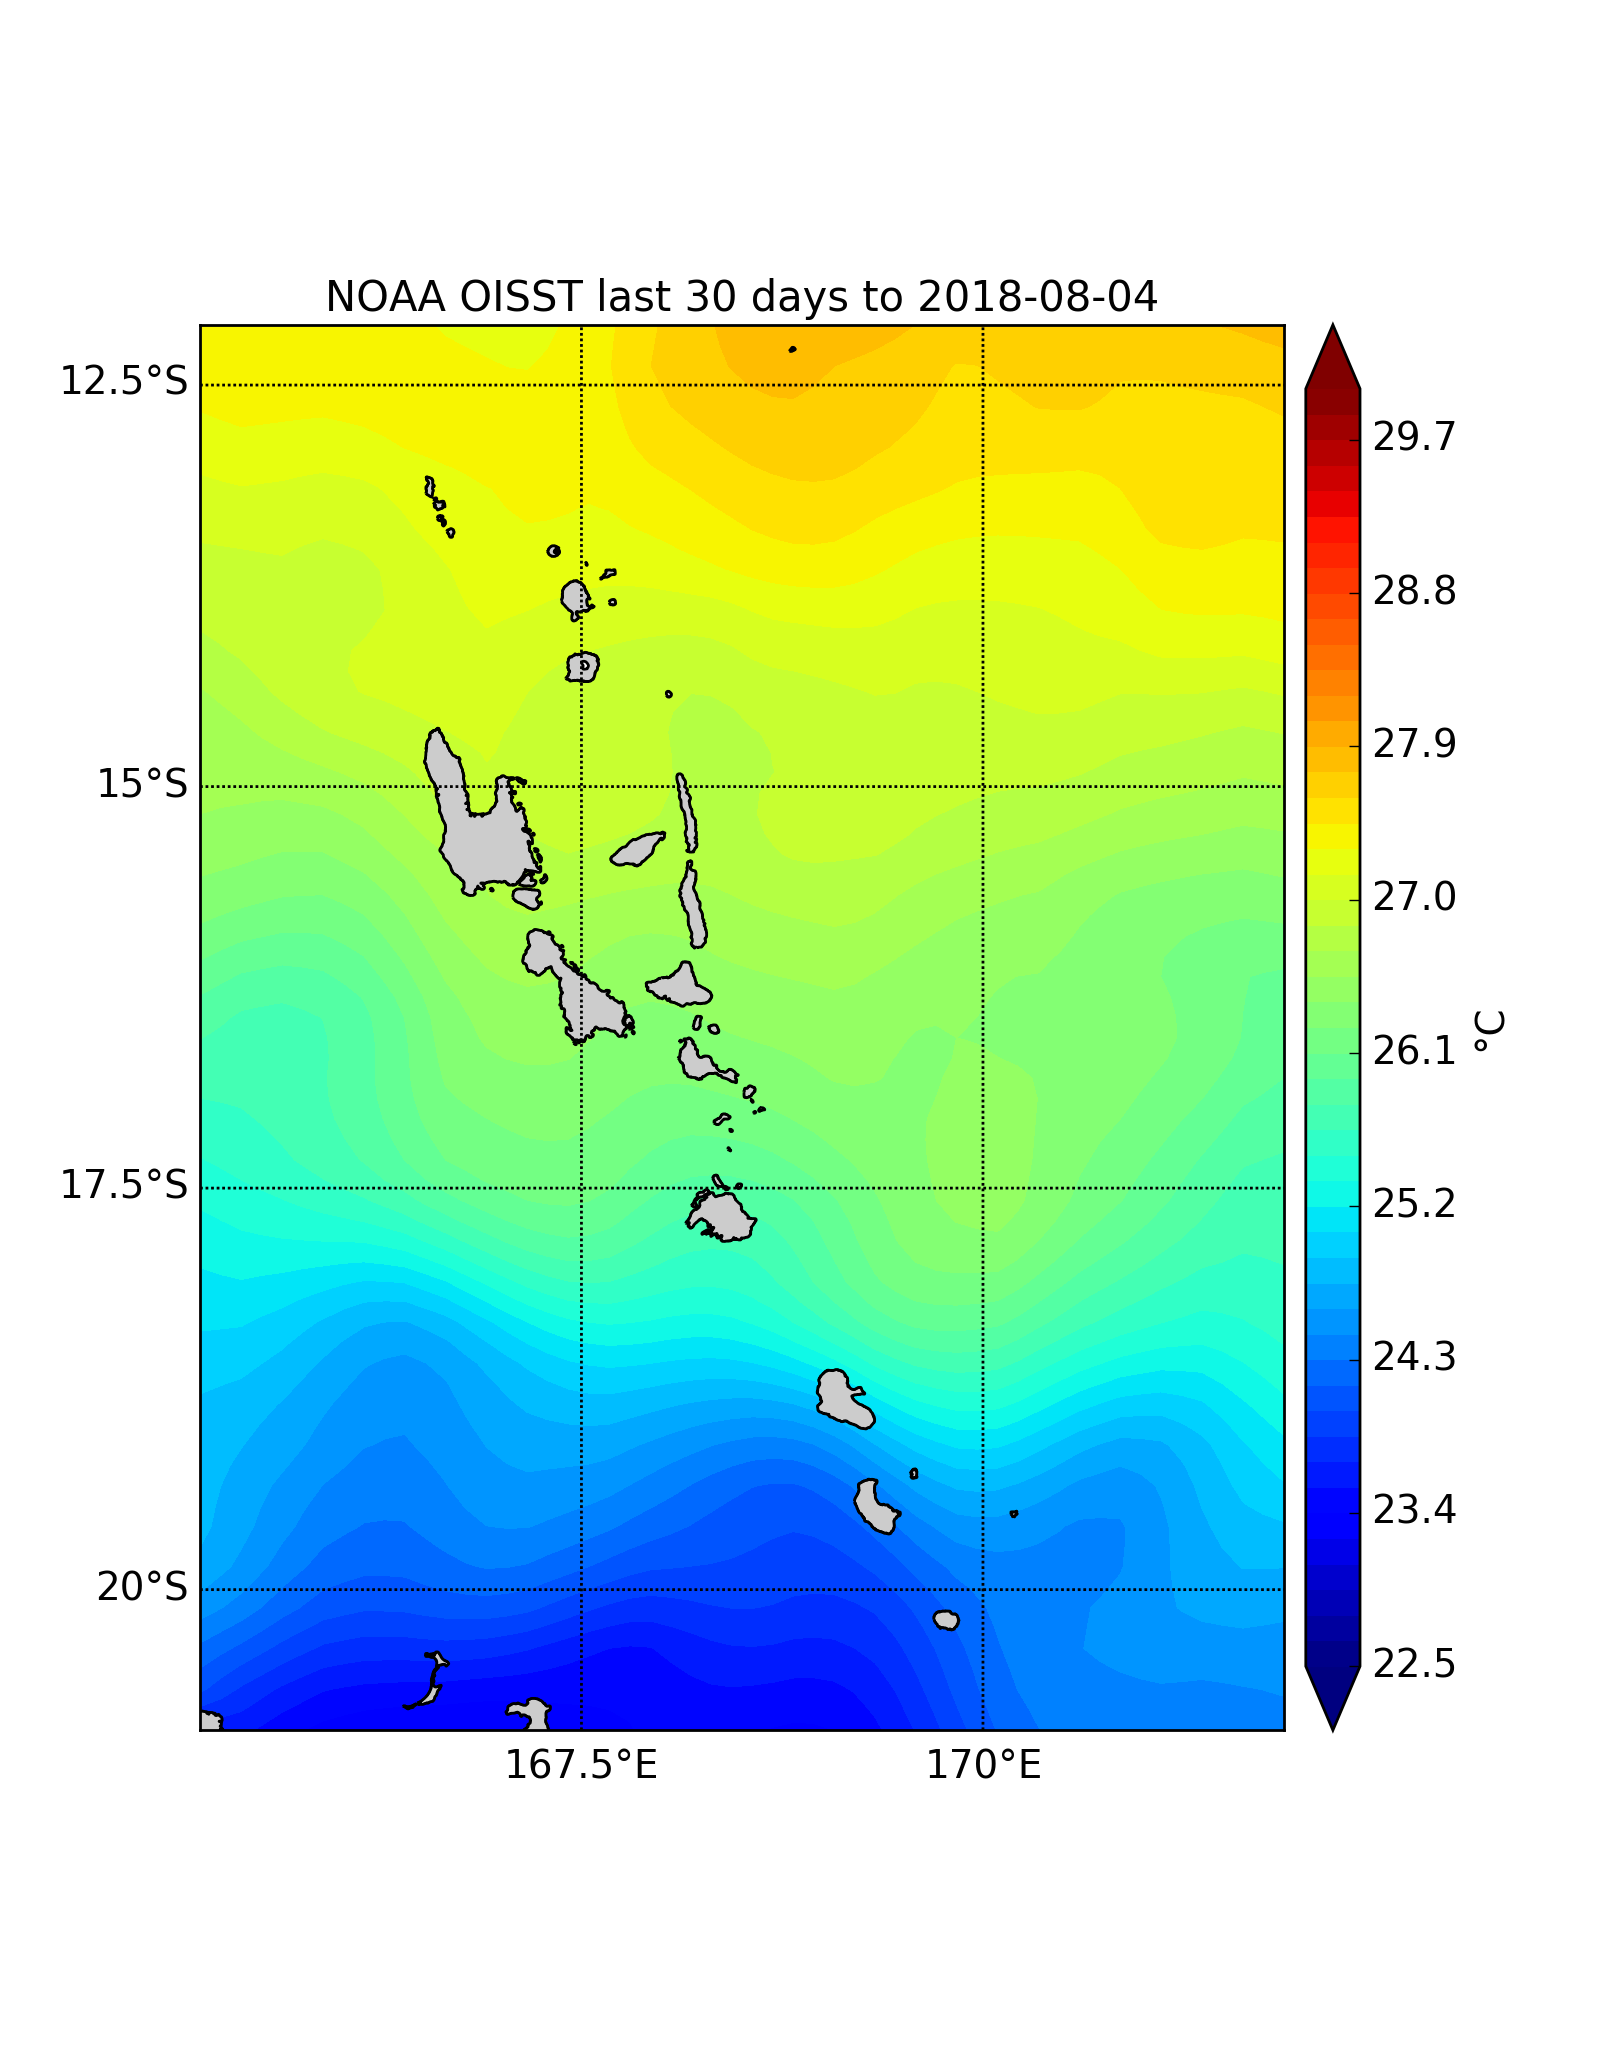 NOAA OISST last 30 days to 2018-08-04
12.5°S
15°S
17.5°S
20°S
167.5°E
170°E
29.7
28.8
27.9
27.0
26.1
25.2
24.3
23.4
22.5
°C